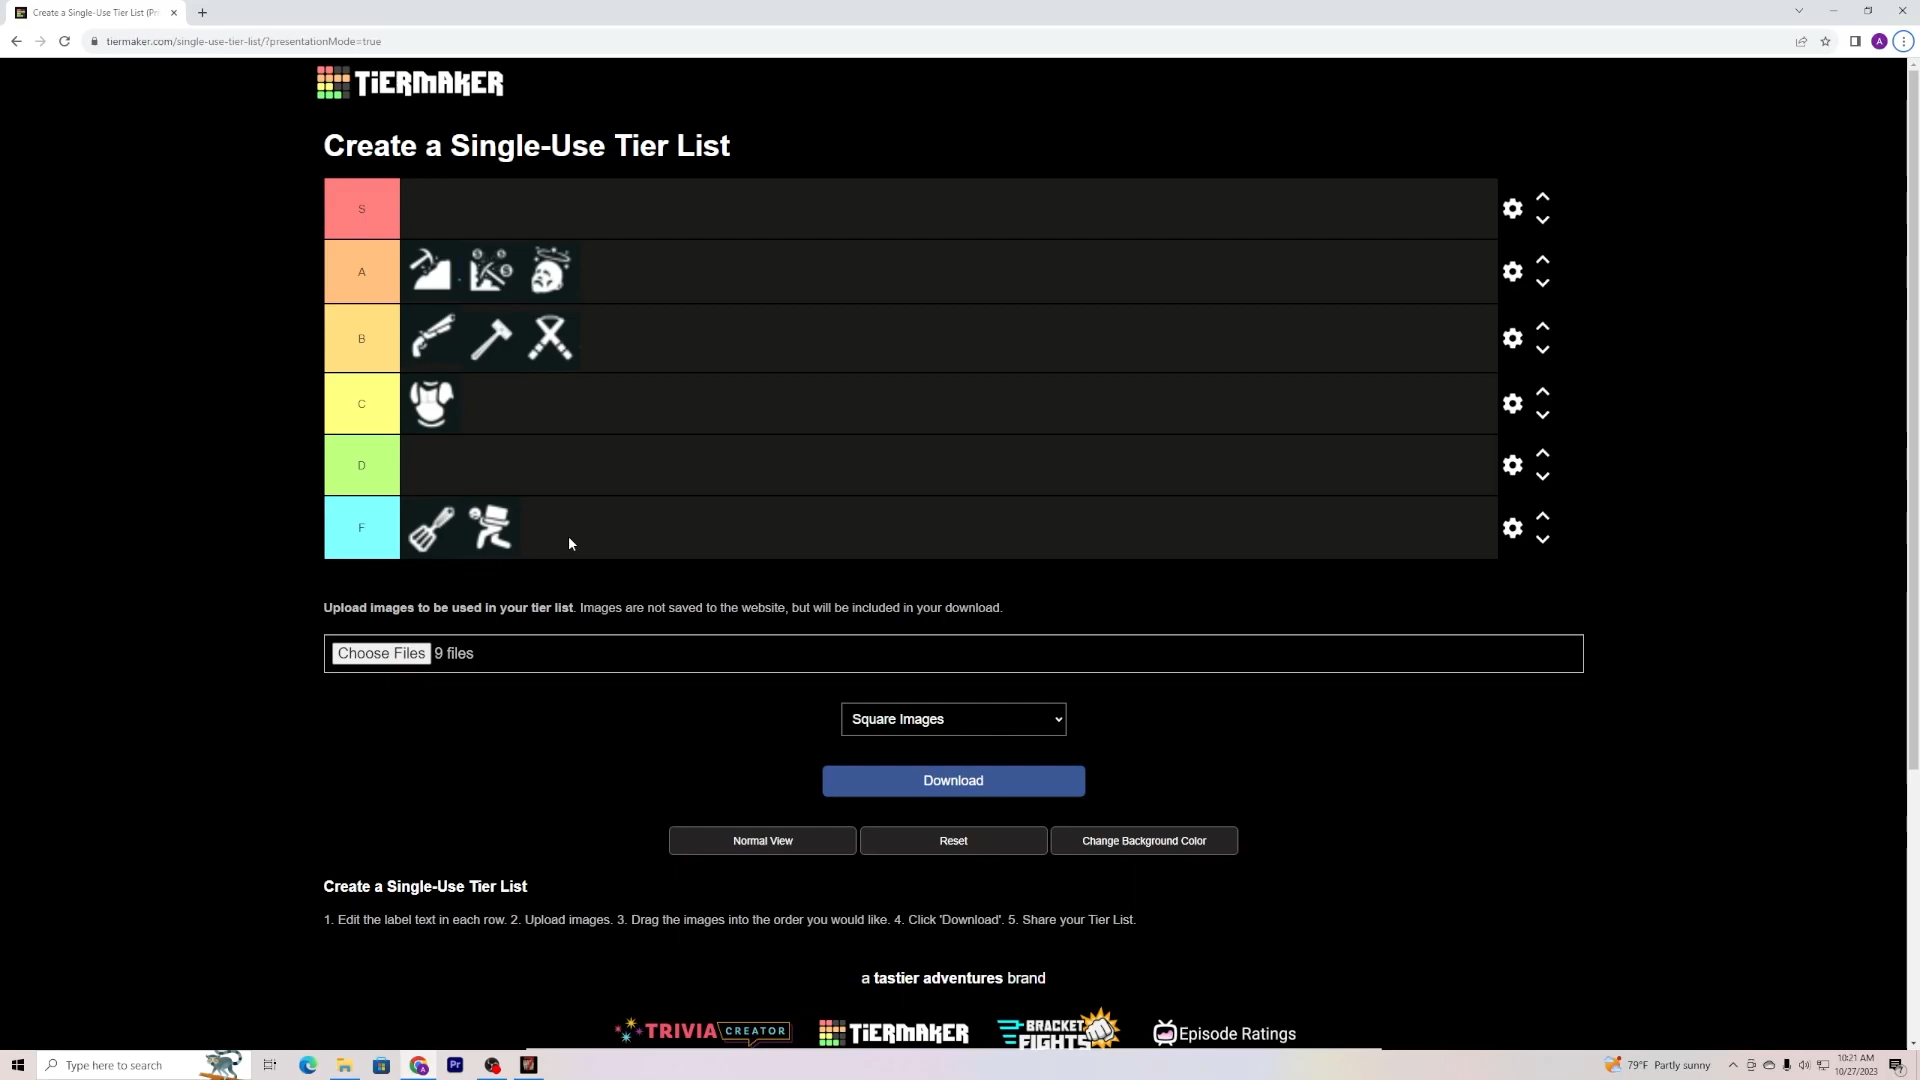 Create a Single-Use Tier List (Pr
tiermaker.com/single-use-tier-list/?presentationMode=true
A
TIERMAKER
Create a Single-Use Tier List
S
A
B
C
D
F
Upload images to be used in your tier list. Images are not saved to the website, but will be included in your download.
Choose Files 9 files
Square Images
Download
Normal View
Reset
Change Background Color
Create a Single-Use Tier List
1. Edit the label text in each row. 2. Upload images. 3. Drag the images into the order you would like. 4. Click 'Download'. 5. Share your Tier List.
a tastier adventures brand
TRIVIA CREATOR
TIERMAKER
BRACKET FIGHTS
Episode Ratings
Type here to search
Pr
79°F Partly sunny
10:21 AM
10/27/2023